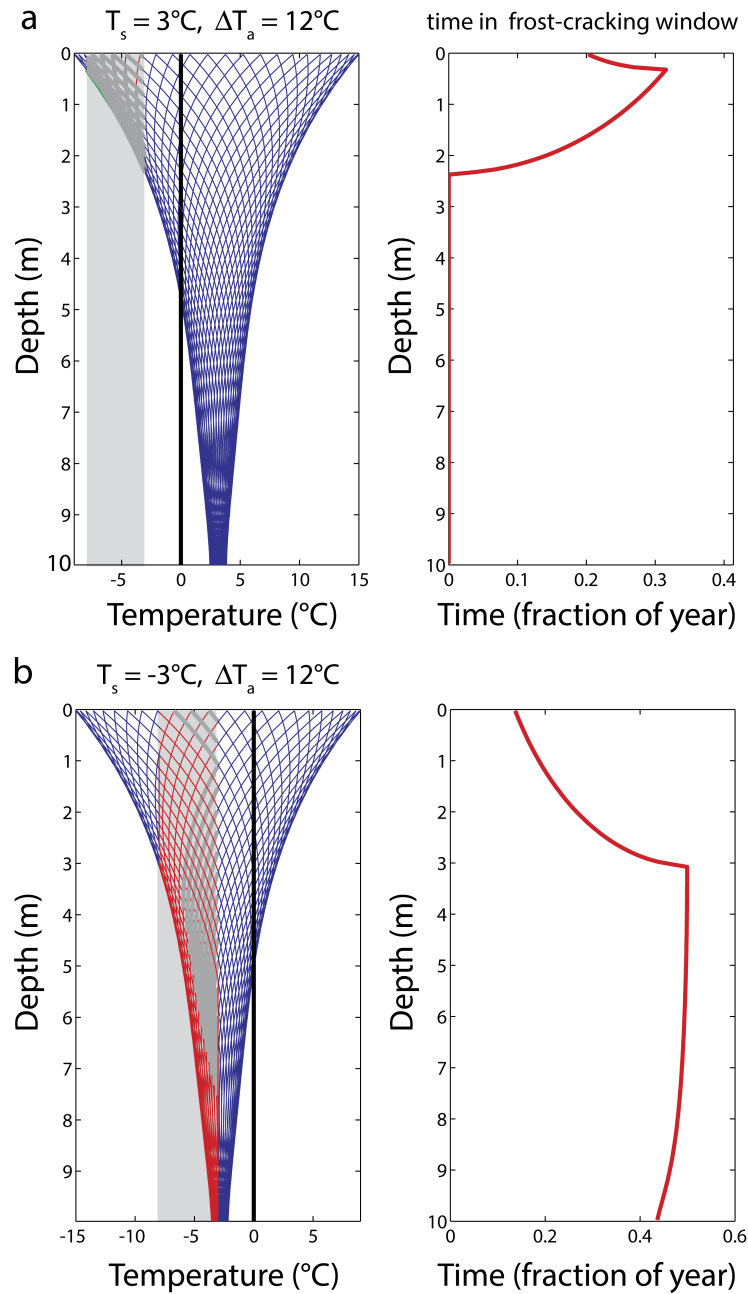 a
T_s = 3°C, ΔT_a = 12°C
time in frost-cracking window
0
1
2
3
4
5
6
7
8
9
10
Depth (m)
-5 0 5 10 15
Temperature (°C)
0
1
2
3
4
5
6
7
8
9
10
Depth (m)
0 0.1 0.2 0.3 0.4
Time (fraction of year)
b
T_s = -3°C, ΔT_a = 12°C
0
1
2
3
4
5
6
7
8
9
Depth (m)
-15 -10 -5 0 5
Temperature (°C)
0
1
2
3
4
5
6
7
8
9
10
Depth (m)
0 0.2 0.4 0.6
Time (fraction of year)